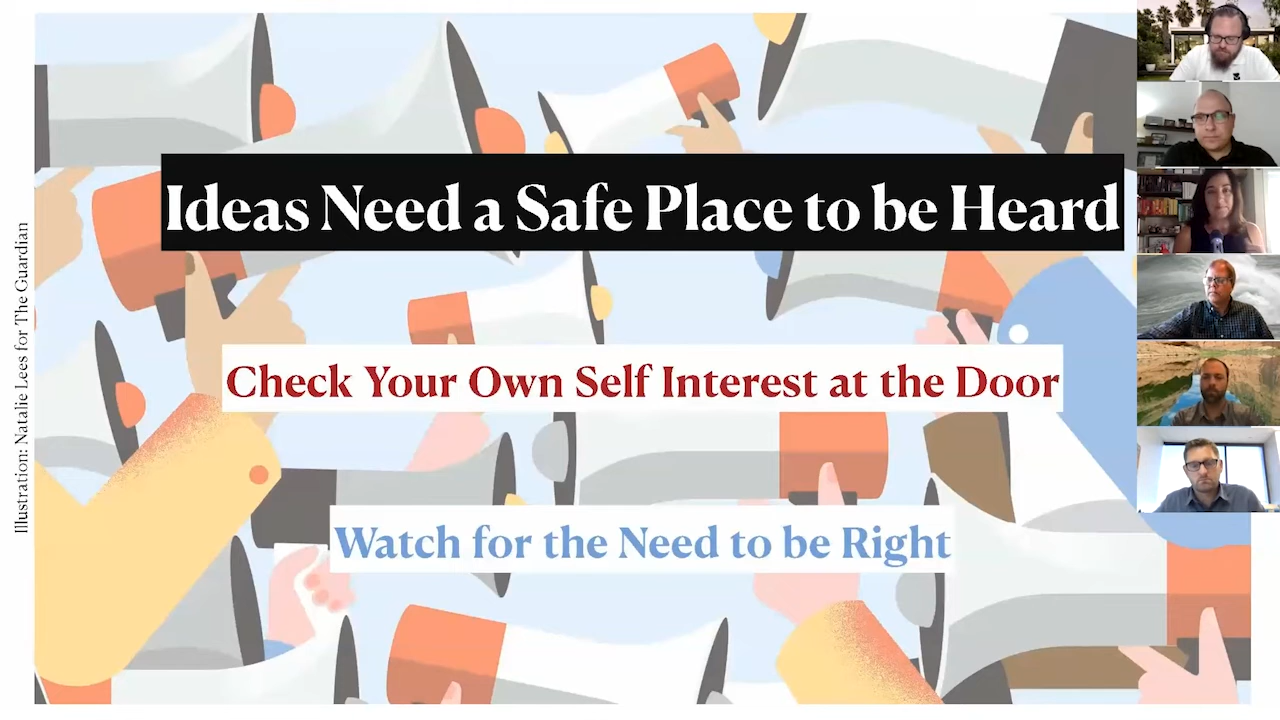 Ideas Need a Safe Place to be Heard
Check Your Own Self Interest at the Door
Watch for the Need to be Right
Illustration: Natalie Lees for The Guardian